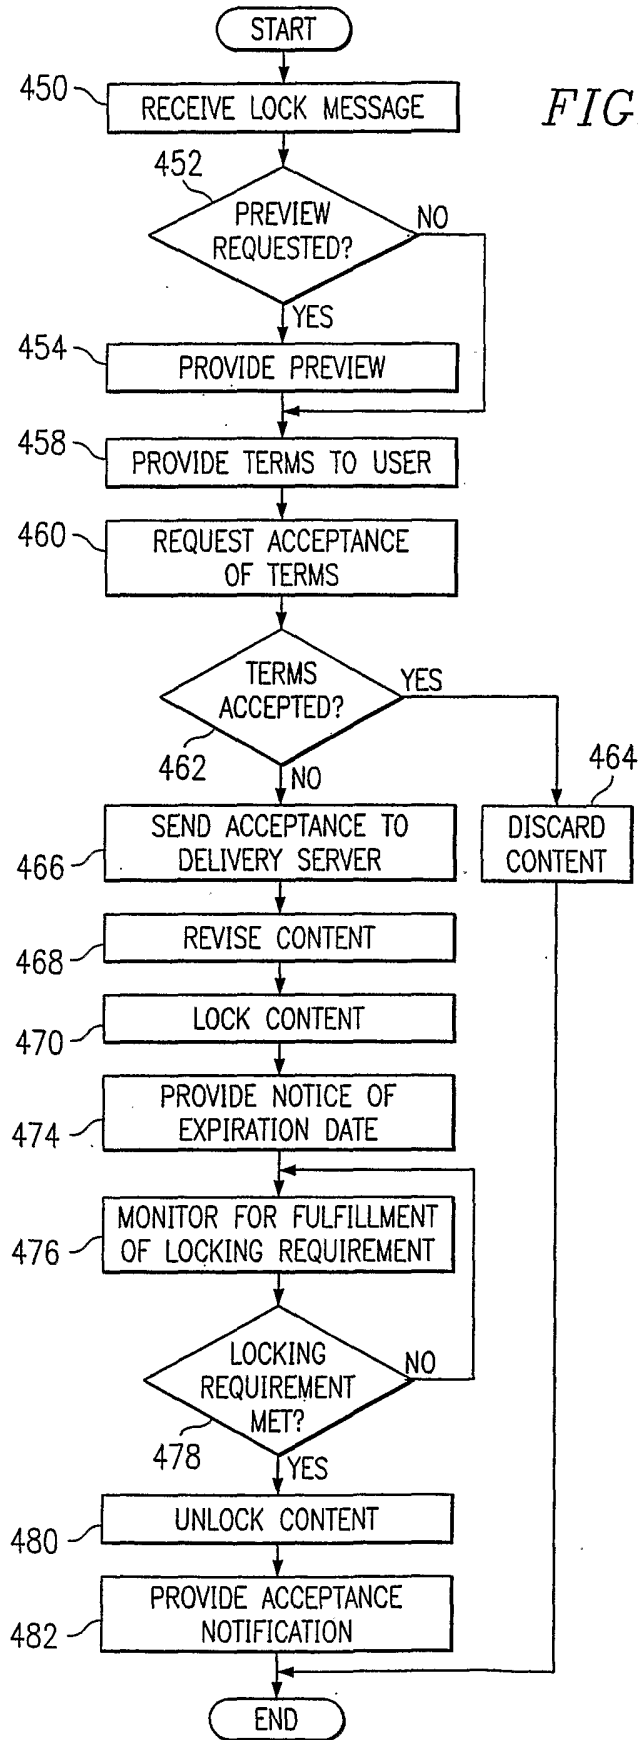 START
450
RECEIVE LOCK MESSAGE
FIG.
452
PREVIEW
REQUESTED?
NO
YES
454
PROVIDE PREVIEW
458
PROVIDE TERMS TO USER
460
REQUEST ACCEPTANCE
OF TERMS
TERMS
ACCEPTED?
YES
462
NO
464
SEND ACCEPTANCE TO
DELIVERY SERVER
466
DISCARD
CONTENT
REVISE CONTENT
468
LOCK CONTENT
470
PROVIDE NOTICE OF
EXPIRATION DATE
474
MONITOR FOR FULFILLMENT
OF LOCKING REQUIREMENT
476
LOCKING
REQUIREMENT
MET?
NO
478
YES
UNLOCK CONTENT
480
PROVIDE ACCEPTANCE
NOTIFICATION
482
END